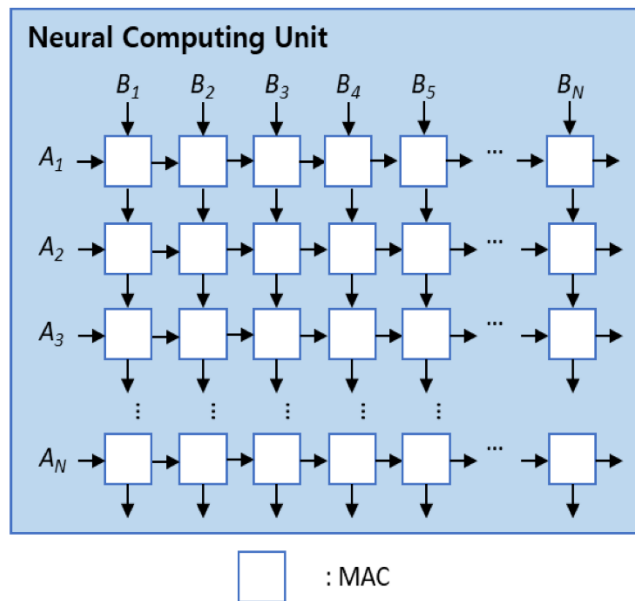 Neural Computing Unit
B1 B2 B3 B4 B5 BN
A1 ...
A2 ...
A3 ...
... ... ... ... ...
AN ...
: MAC